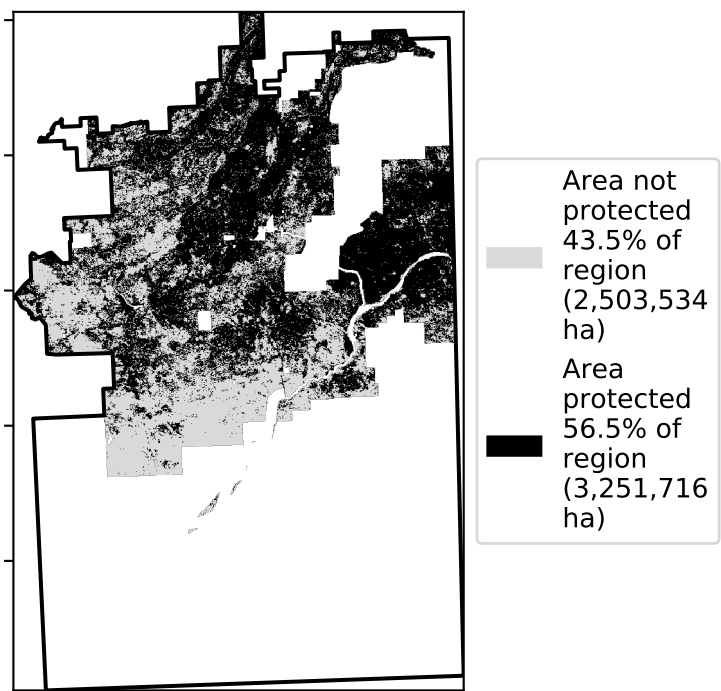 Area not
protected
43.5% of
region
(2,503,534
ha)
Area
protected
56.5% of
region
(3,251,716
ha)